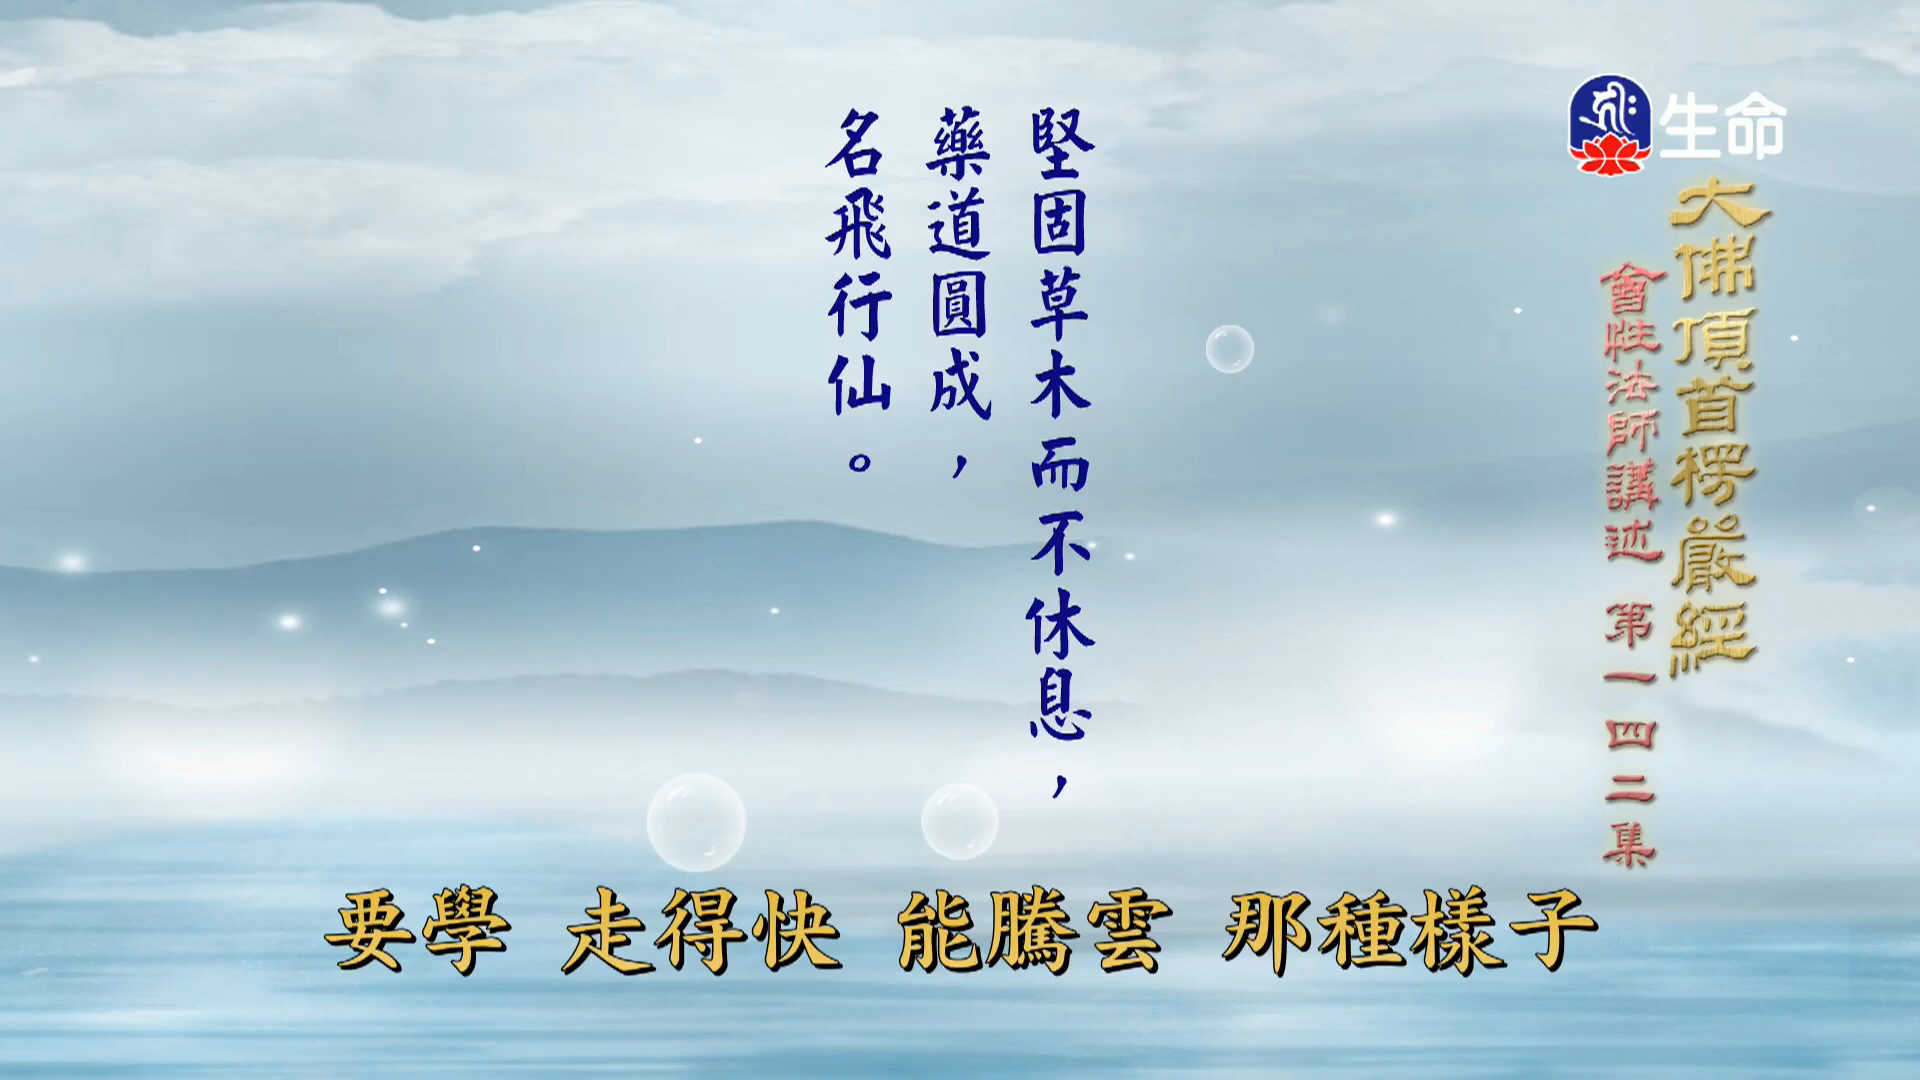 生命
大佛頂首楞嚴經
會性法師講述 第一四二集
堅固草木而不休息，
藥道圓成，
名飛行仙。
要學 走得快 能騰雲 那種樣子